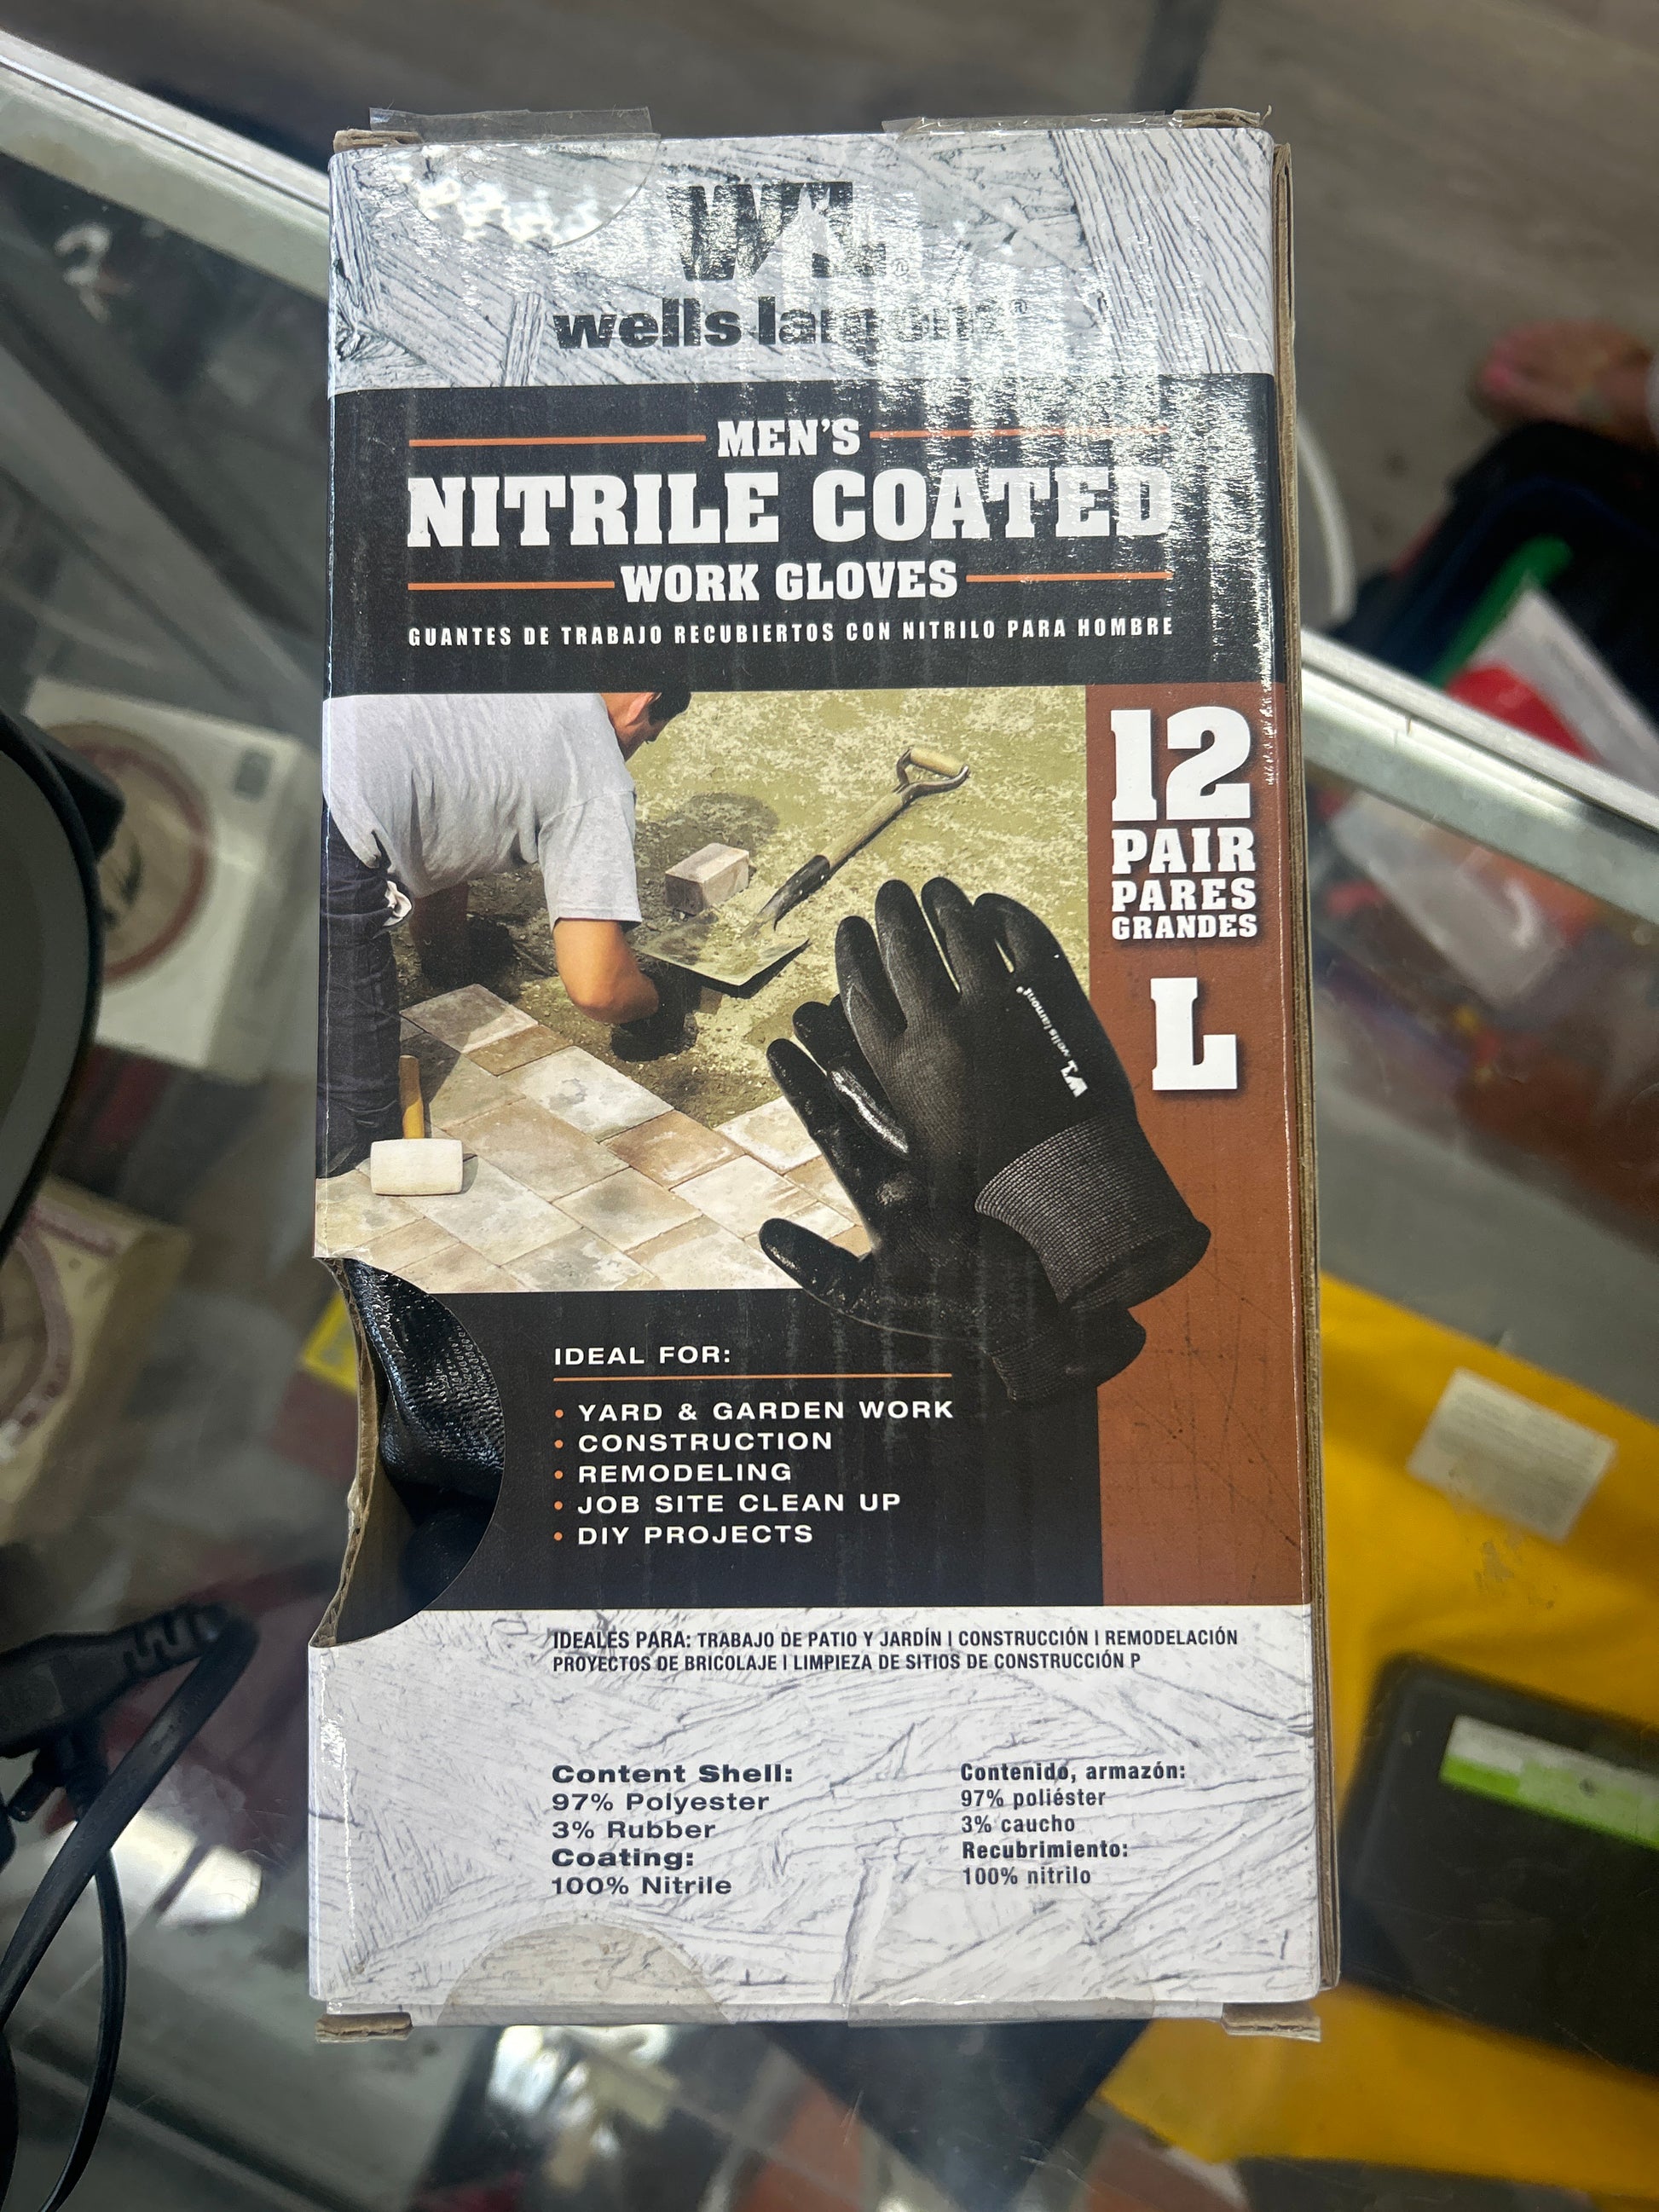 WL®
wells lamont®
MEN'S
NITRILE COATED
WORK GLOVES
GUANTES DE TRABAJO RECUBIERTOS CON NITRILO PARA HOMBRE
12
PAIR
PARES
GRANDES
L
wells lamont®
IDEAL FOR:
• YARD & GARDEN WORK
• CONSTRUCTION
• REMODELING
• JOB SITE CLEAN UP
• DIY PROJECTS
IDEALES PARA: TRABAJO DE PATIO Y JARDÍN | CONSTRUCCIÓN | REMODELACIÓN
PROYECTOS DE BRICOLAJE | LIMPIEZA DE SITIOS DE CONSTRUCCIÓN P
Content Shell:
97% Polyester
3% Rubber
Coating:
100% Nitrile
Contenido, armazón:
97% poliéster
3% caucho
Recubrimiento:
100% nitrilo